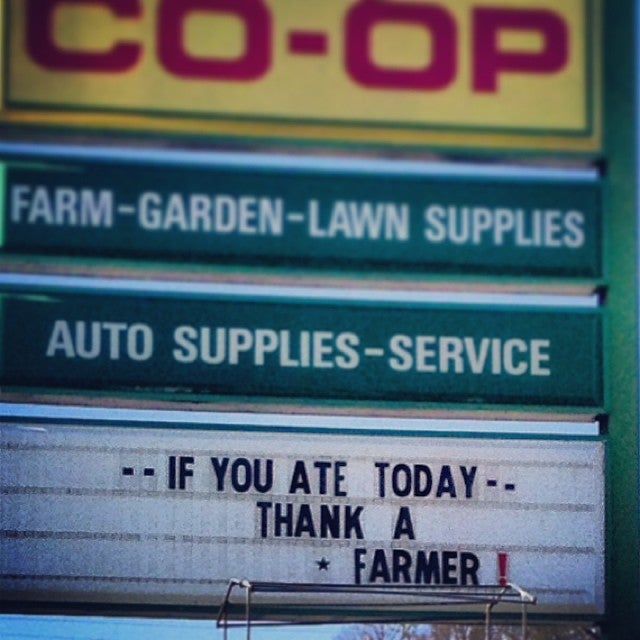 CO-OP
FARM-GARDEN-LAWN SUPPLIES
AUTO SUPPLIES-SERVICE
--IF YOU ATE TODAY--
THANK A
* FARMER!